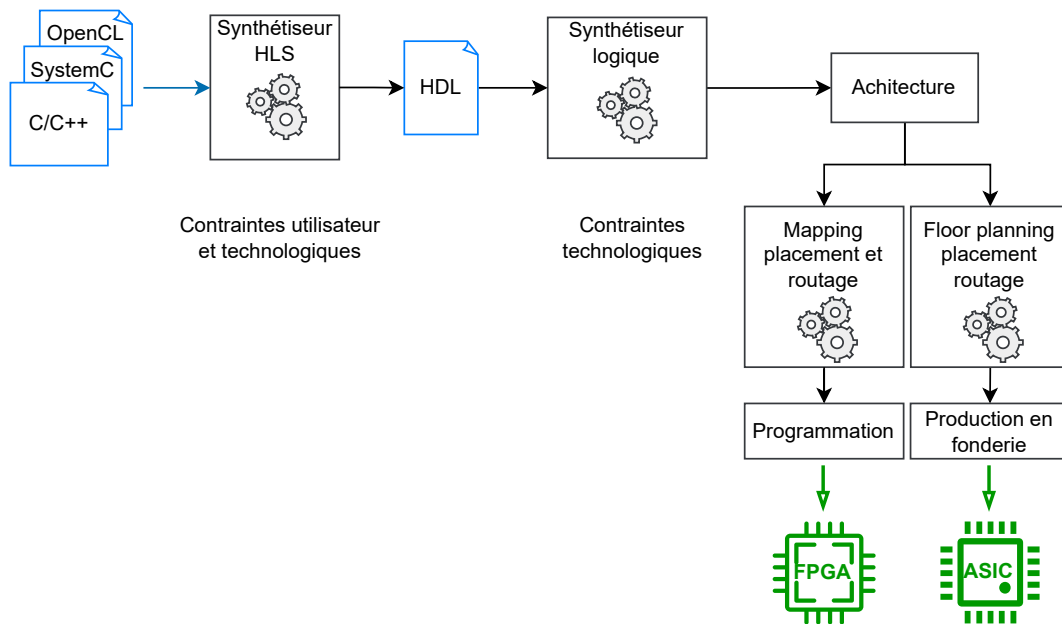 OpenCL
SystemC
C/C++
Synthétiseur
HLS
HDL
Synthétiseur
logique
Achitecture
Contraintes utilisateur
et technologiques
Contraintes
technologiques
Mapping
placement et
routage
Floor planning
placement
routage
Programmation
Production en
fonderie
FPGA
ASIC